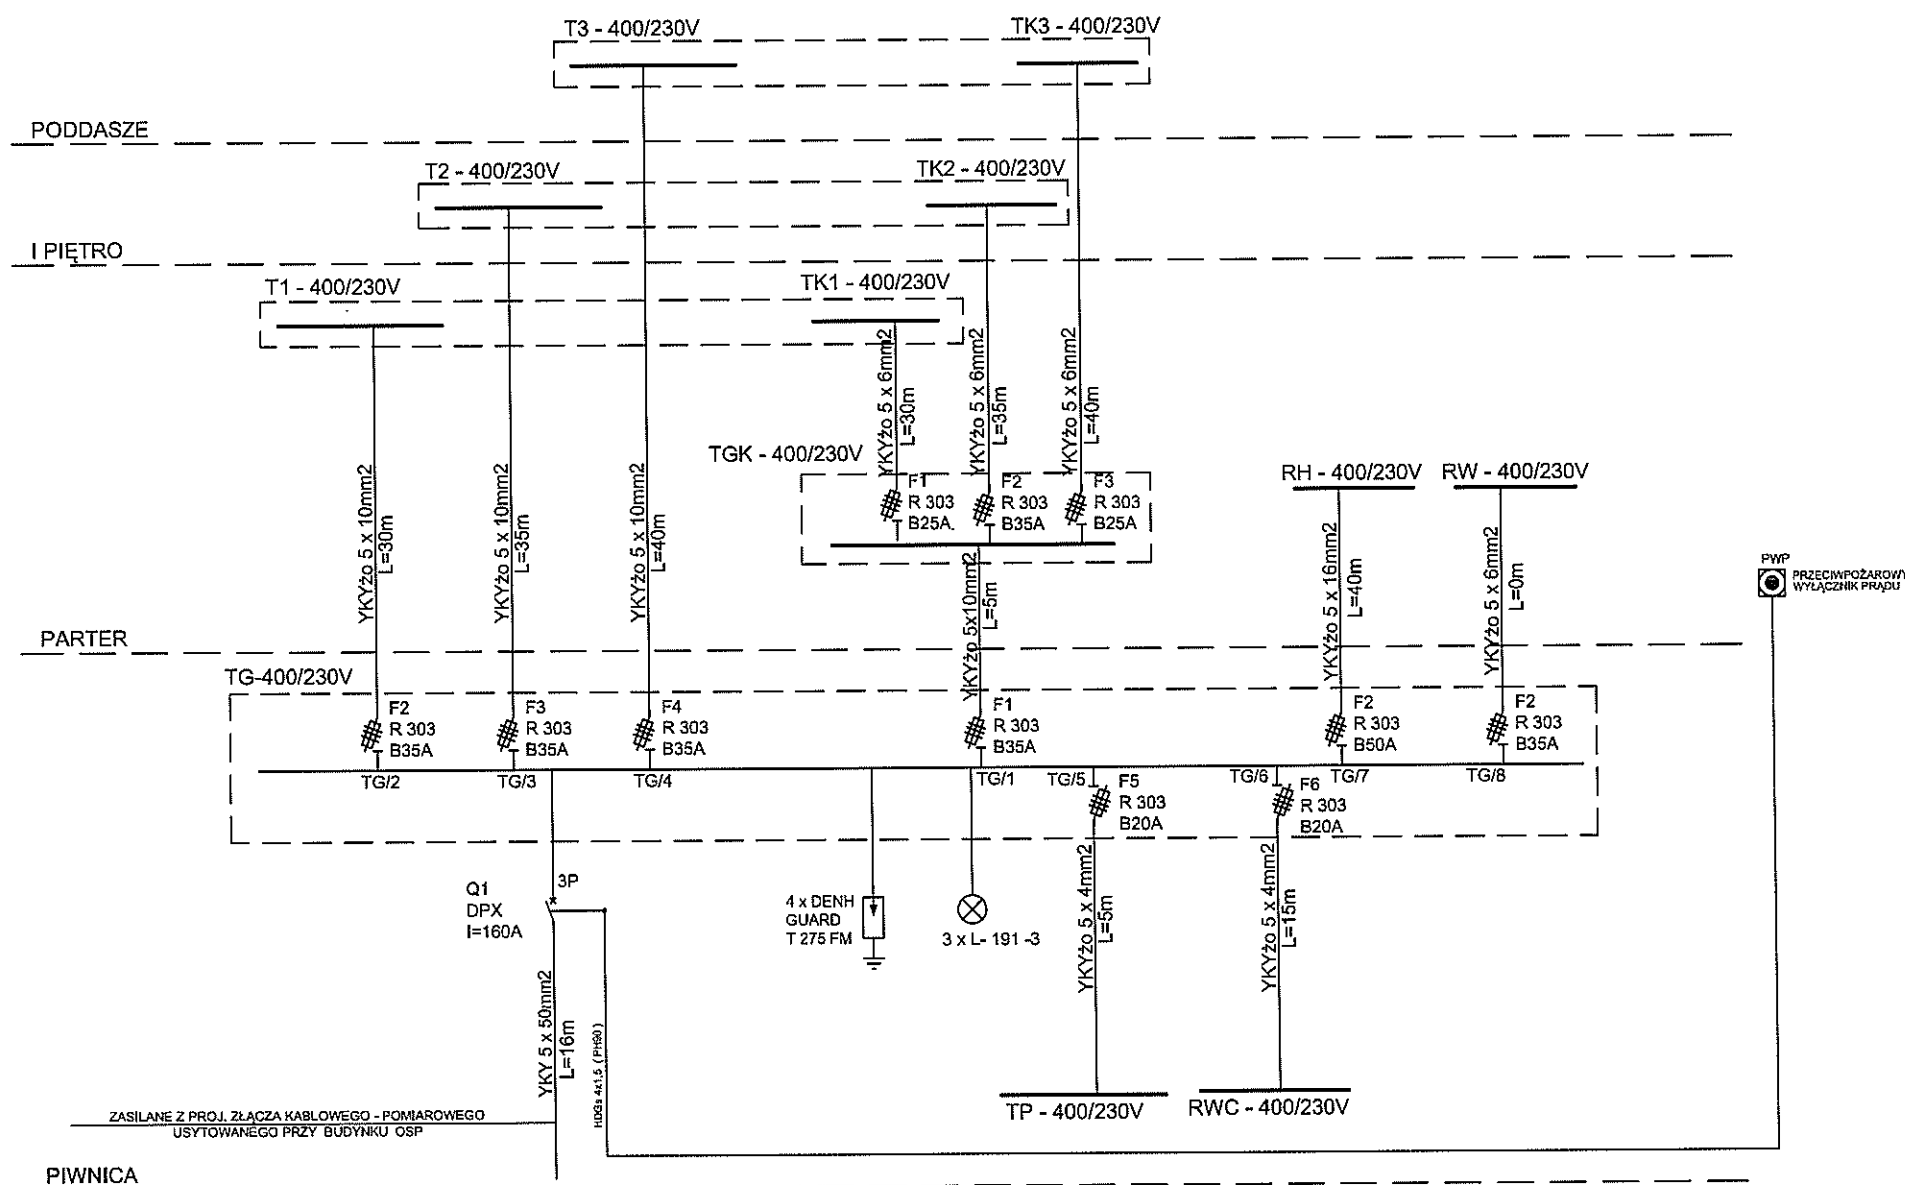 T3 - 400/230V
TK3 - 400/230V
PODDASZE
T2 - 400/230V
TK2 - 400/230V
I PIĘTRO
T1 - 400/230V
TK1 - 400/230V
YKYżo 5 x 6mm2
L=30m
YKYżo 5 x 6mm2
L=35m
YKYżo 5 x 6mm2
L=40m
TGK - 400/230V
F1
R 303
B25A
F2
R 303
B35A
F3
R 303
B25A
RH - 400/230V
RW - 400/230V
YKYżo 5 x 10mm2
L=30m
YKYżo 5 x 10mm2
L=35m
YKYżo 5 x 10mm2
L=40m
YKYżo 5x10mm2
L=5m
YKYżo 5 x 16mm2
L=40m
YKYżo 5 x 6mm2
L=0m
PWP
PRZECIWPOŻAROWY
WYŁĄCZNIK PRĄDU
PARTER
TG-400/230V
F2
R 303
B35A
F3
R 303
B35A
F4
R 303
B35A
F1
R 303
B35A
F2
R 303
B50A
F2
R 303
B35A
TG/2
TG/3
TG/4
TG/1
TG/5
TG/6
TG/7
TG/8
F5
R 303
B20A
F6
R 303
B20A
Q1
DPX
I=160A
3P
4 x DENH
GUARD
T 275 FM
3 x L- 191 -3
YKYżo 5 x 4mm2
L=5m
YKYżo 5 x 4mm2
L=15m
YKY 5 x 50mm2
L=16m
HDGs 4x1,5 ( PH90 )
TP - 400/230V
RWC - 400/230V
ZASILANE Z PROJ. ZŁĄCZA KABLOWEGO - POMIAROWEGO
USYTOWANEGO PRZY BUDYNKU OSP
PIWNICA